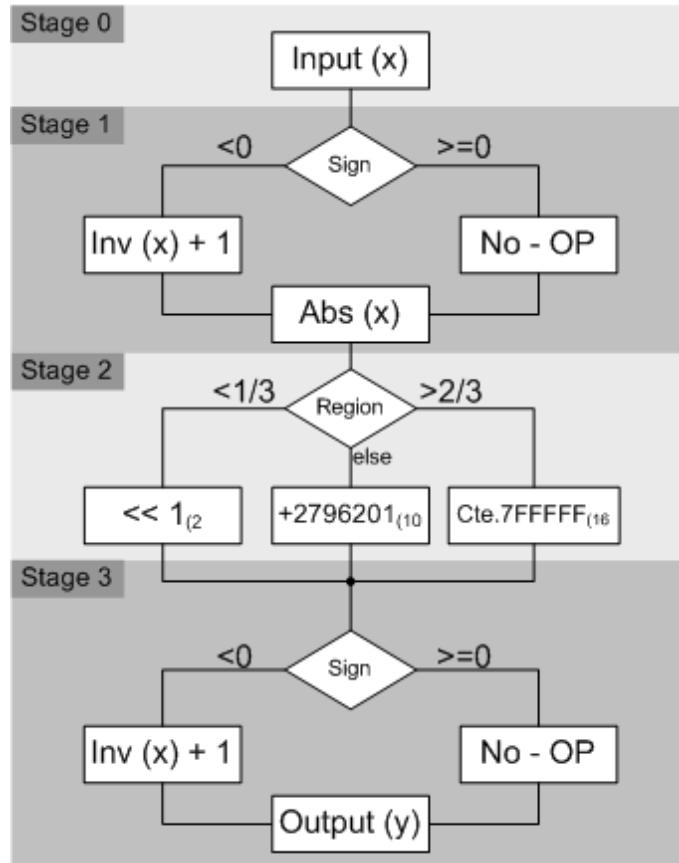 Stage 0
Input (x)
Stage 1
<0
Sign
>=0
Inv (x) + 1
No - OP
Abs (x)
Stage 2
<1/3
Region
>2/3
else
<< 1(2
+2796201(10
Cte.7FFFFF(16
Stage 3
<0
Sign
>=0
Inv (x) + 1
No - OP
Output (y)